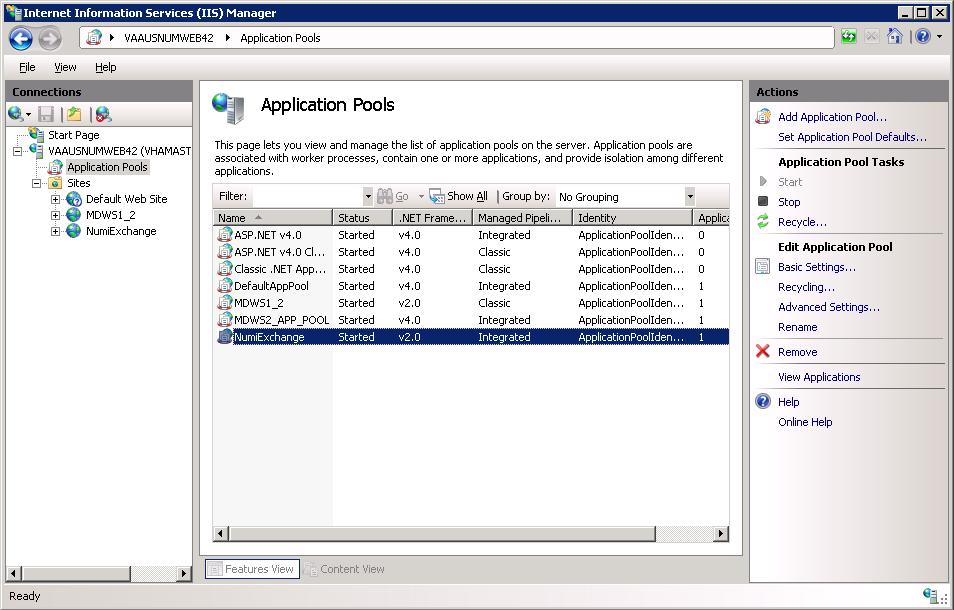 Internet Information Services (IIS) Manager
VAAUSNUMWEB42 Application Pools
File View Help
Connections
Start Page
VAAUSNUMWEB42 (VHAMAST
Application Pools
Sites
Default Web Site
MDWS1_2
NumiExchange
Application Pools
This page lets you view and manage the list of application pools on the server. Application pools are
associated with worker processes, contain one or more applications, and provide isolation among different
applications.
Filter: Go Show All Group by: No Grouping
Name Status .NET Frame... Managed Pipeli... Identity Applica
ASP.NET v4.0 Started v4.0 Integrated ApplicationPoolIden... 0
ASP.NET v4.0 Cl... Started v4.0 Classic ApplicationPoolIden... 0
Classic .NET App... Started v4.0 Classic ApplicationPoolIden... 0
DefaultAppPool Started v4.0 Integrated ApplicationPoolIden... 1
MDWS1_2 Started v2.0 Classic ApplicationPoolIden... 1
MDWS2_APP_POOL Started v4.0 Integrated ApplicationPoolIden... 1
NumiExchange Started v2.0 Integrated ApplicationPoolIden... 1
Features View Content View
Actions
Add Application Pool...
Set Application Pool Defaults...
Application Pool Tasks
Start
Stop
Recycle...
Edit Application Pool
Basic Settings...
Recycling...
Advanced Settings...
Rename
Remove
View Applications
Help
Online Help
Ready